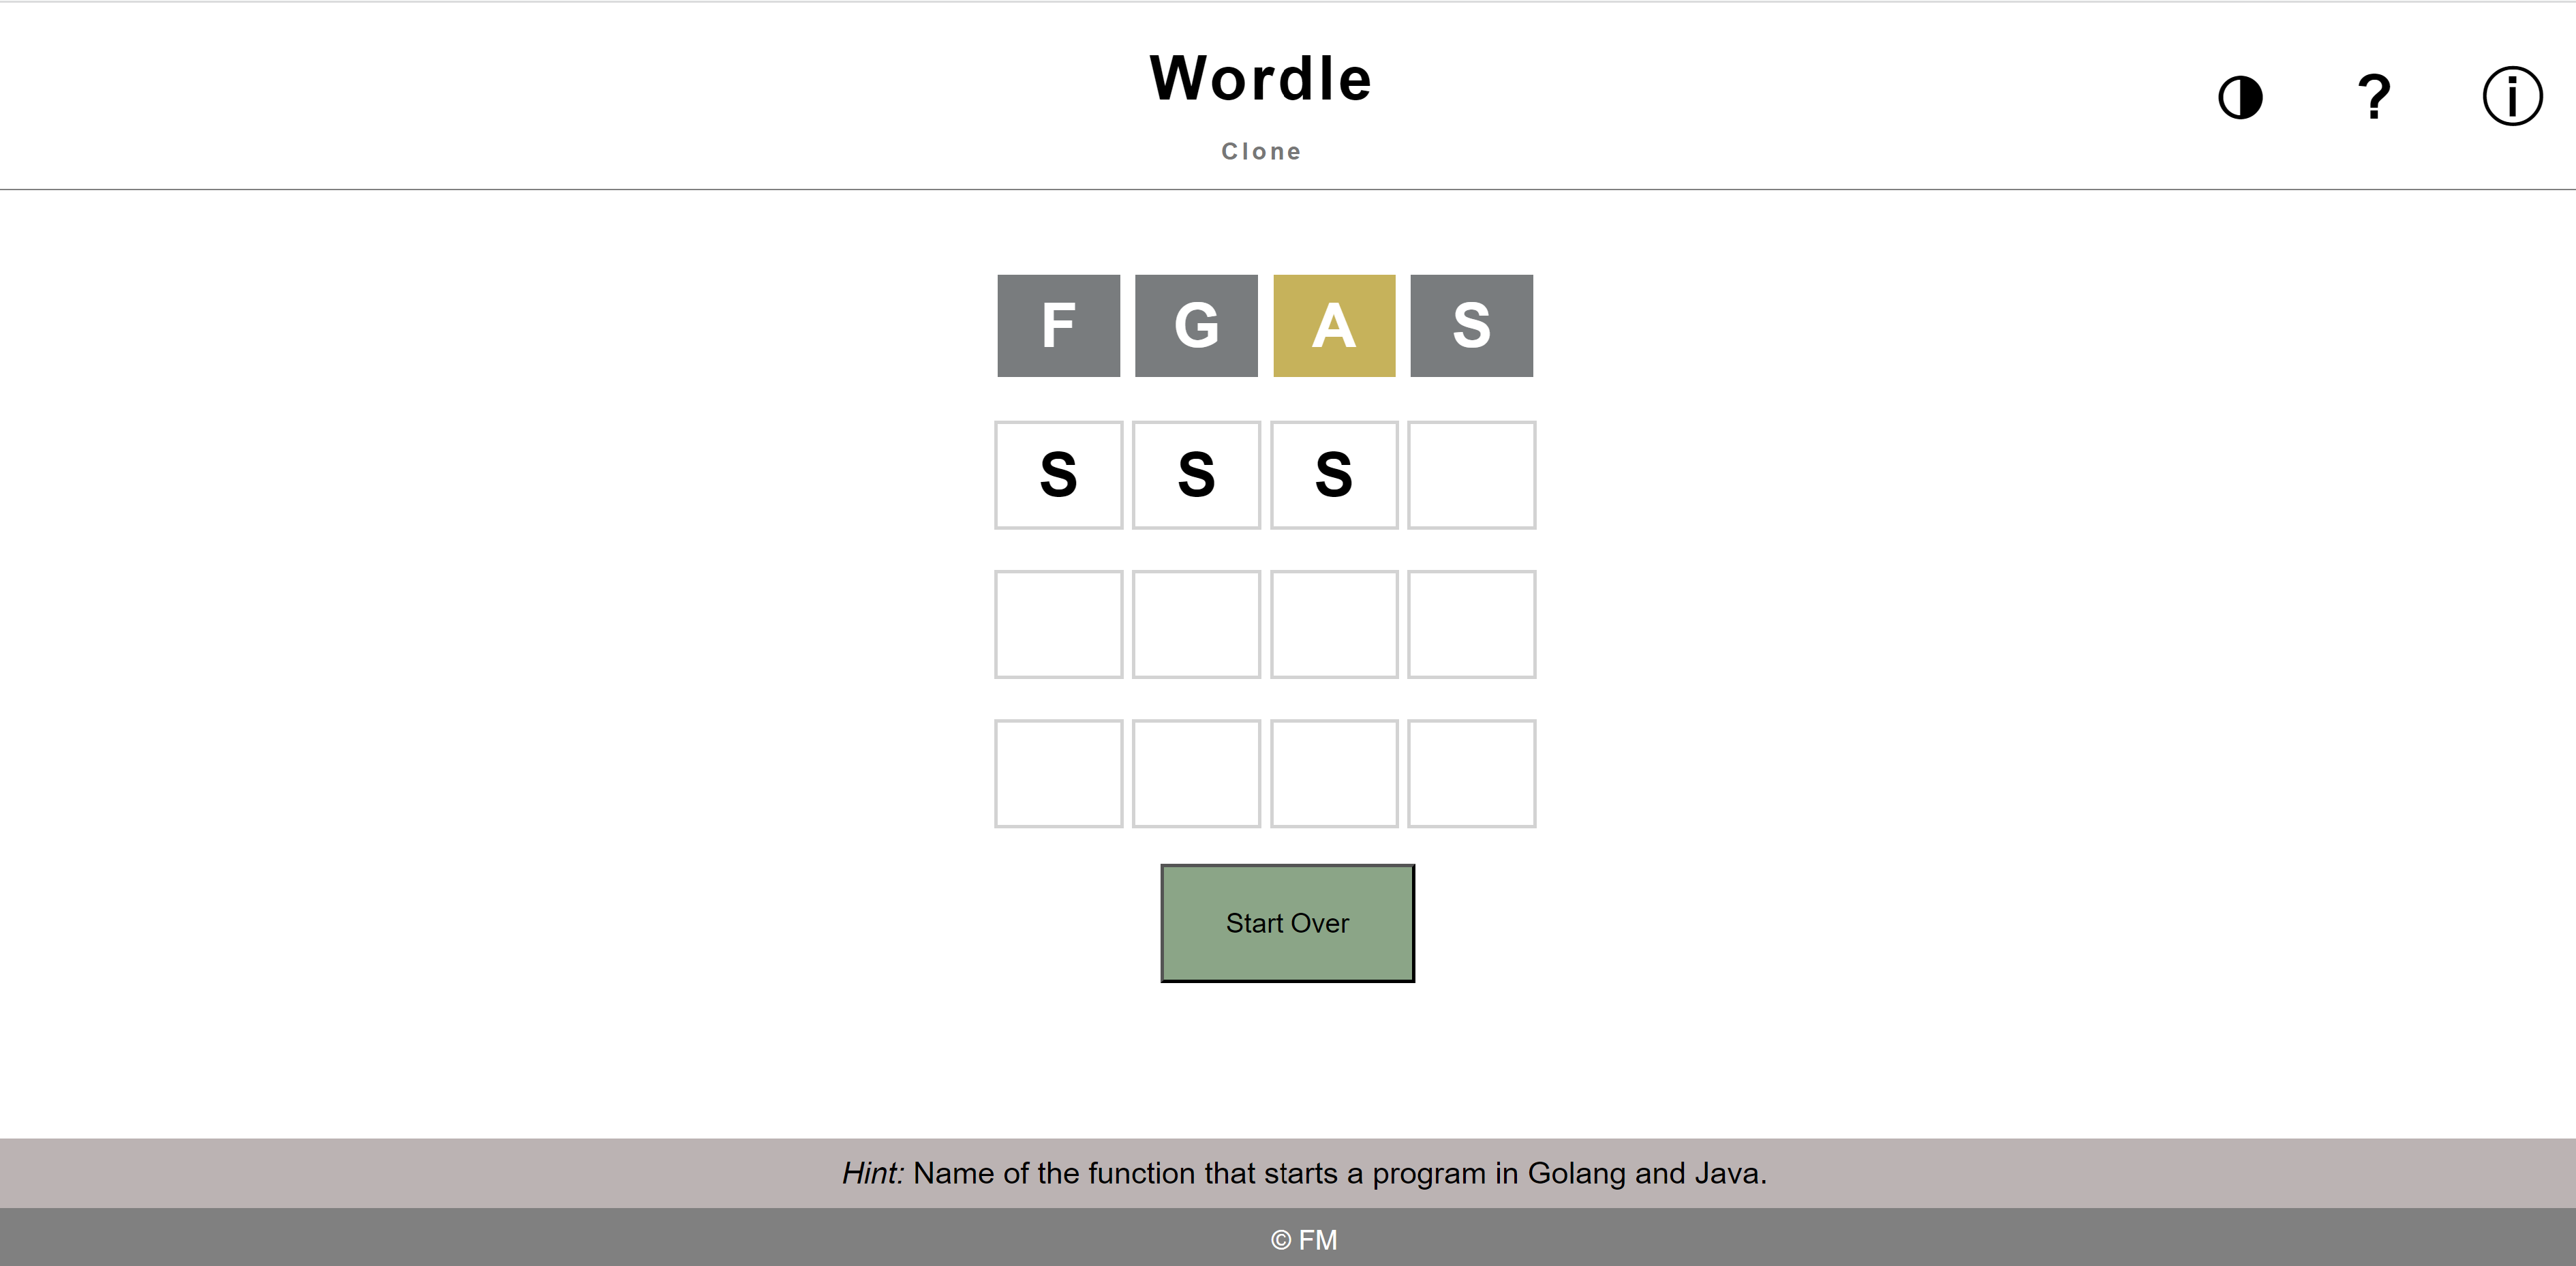 Wordle
?
i
Clone
F G A S
S S S
Start Over
Hint: Name of the function that starts a program in Golang and Java.
© FM